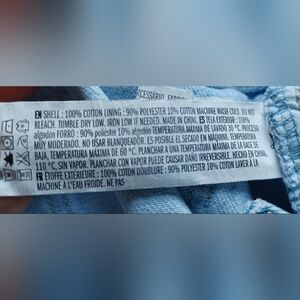 EN SHELL : 100% COTTON LINING : 90% POLYESTER 10% COTTON MACHINE WASH COLD. DO NOT
BLEACH. TUMBLE DRY LOW. IRON LOW IF NEEDED. MADE IN CHINA. ES TELA EXTERIOR : 100%
algodón FORRO : 90% poliéster 10% algodón TEMPERATURA MÁXIMA DE LAVADO 30 °C. PROCESO
MUY SUAVE. NO USAR BLANQUEADOR. ES POSIBLE EL SECADO EN MÁQUINA, TEMPERATURA
BAJA, TEMPERATURA MÁXIMA DE 60 °C. PLANCHAR A UNA TEMPERATURA MÁXIMA DE LA BASE DE
110 °C, SIN VAPOR. PLANCHAR CON VAPOR PUEDE CAUSAR DAÑO IRREVERSIBLE. HECHO EN CHINA.
FR ÉTOFFE EXTÉRIEURE : 100% COTON DOUBLURE : 90% POLYESTER 10% COTON LAVER À LA
MACHINE À L'EAU FROIDE. NE PAS